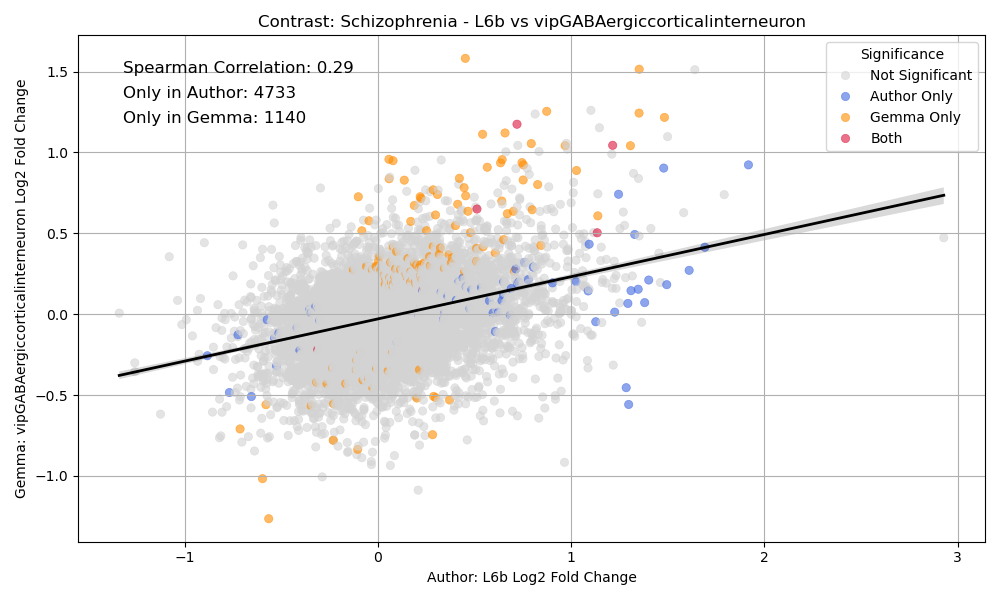 Contrast: Schizophrenia - L6b vs vipGABAergiccorticalinterneuron
Spearman Correlation: 0.29
Only in Author: 4733
Only in Gemma: 1140
Significance
Not Significant
Author Only
Gemma Only
Both
1.5
1.0
0.5
0.0
−0.5
−1.0
−1
0
1
2
3
Gemma: vipGABAergiccorticalinterneuron Log2 Fold Change
Author: L6b Log2 Fold Change